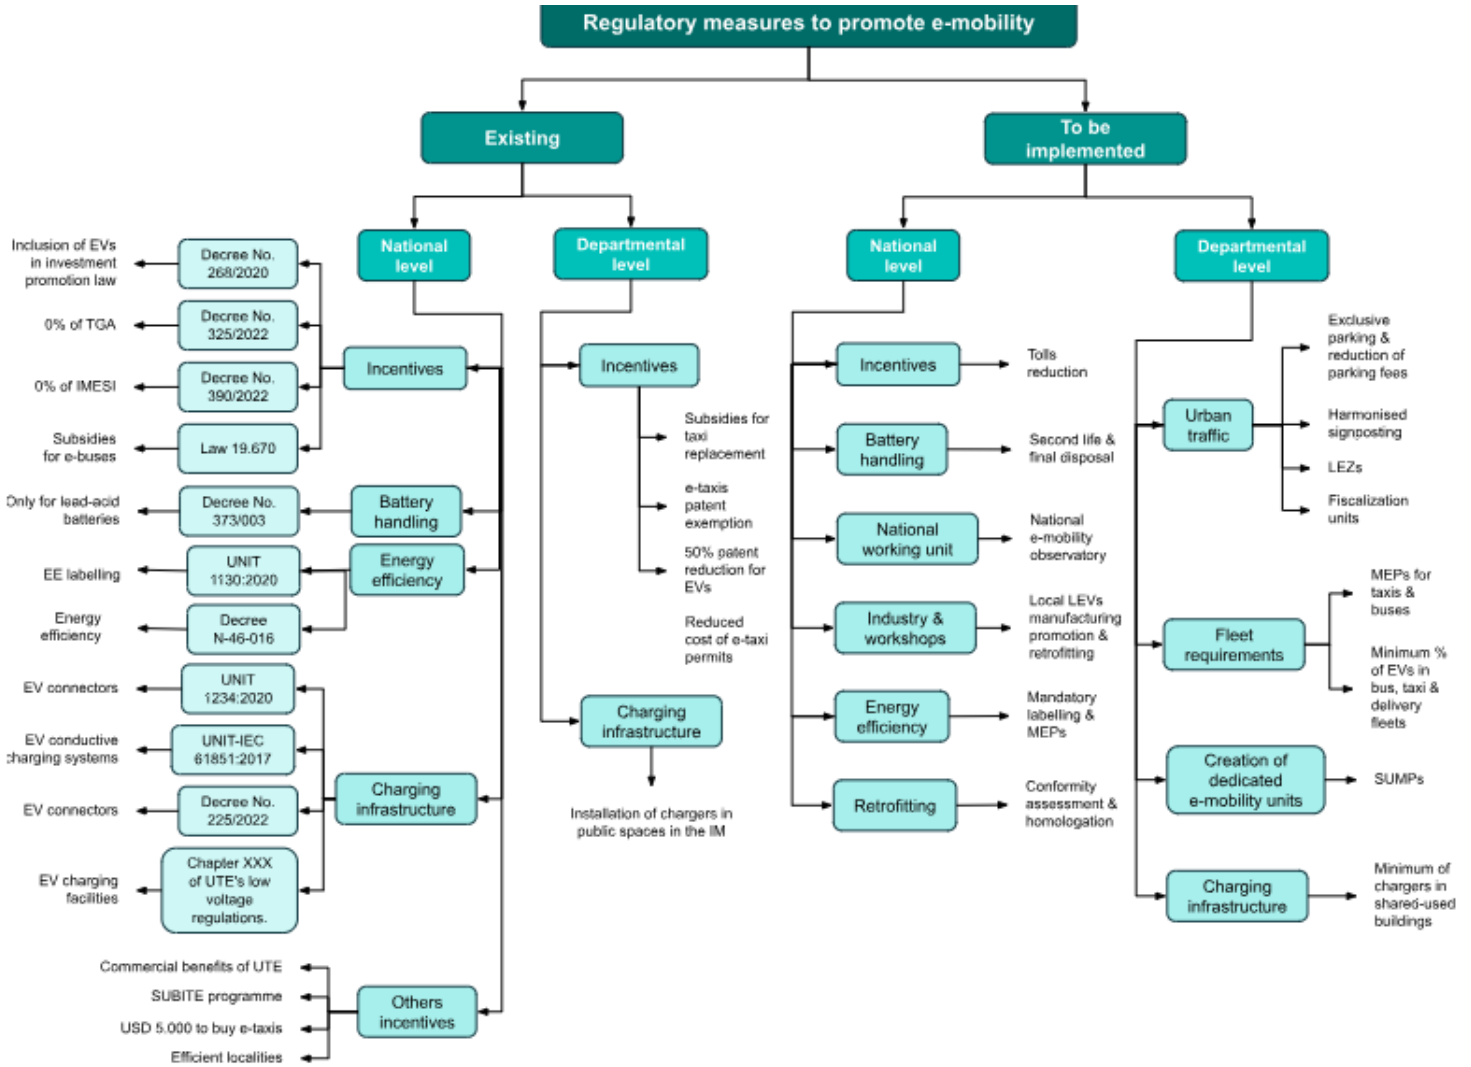 Regulatory measures to promote e-mobility
Existing
To be
implemented
National
level
Departmental
level
National
level
Departmental
level
Inclusion of EVs
in investment
promotion law
Decree No.
268/2020
0% of TGA
Decree No.
325/2022
0% of IMESI
Decree No.
390/2022
Subsidies
for e-buses
Law 19.670
Incentives
Only for lead-acid
batteries
Decree No.
373/003
Battery
handling
EE labelling
UNIT
1130:2020
Energy
efficiency
Energy
efficiency
Decree
N-46-016
EV connectors
UNIT
1234:2020
EV conductive
charging systems
UNIT-IEC
61851:2017
EV connectors
Decree No.
225/2022
Charging
infrastructure
EV charging
facilities
Chapter XXX
of UTE's low
voltage
regulations.
Commercial benefits of UTE
SUBITE programme
USD 5.000 to buy e-taxis
Efficient localities
Others
incentives
Incentives
Subsidies for
taxi
replacement
e-taxis
patent
exemption
50% patent
reduction for
EVs
Reduced
cost of e-taxi
permits
Charging
infrastructure
Installation of chargers in
public spaces in the IM
Incentives
Tolls
reduction
Battery
handling
Second life &
final disposal
National
working unit
National
e-mobility
observatory
Industry &
workshops
Local LEVs
manufacturing
promotion &
retrofitting
Energy
efficiency
Mandatory
labelling &
MEPs
Retrofitting
Conformity
assessment &
homologation
Urban
traffic
Exclusive
parking &
reduction of
parking fees
Harmonised
signposting
LEZs
Fiscalization
units
Fleet
requirements
MEPs for
taxis &
buses
Minimum %
of EVs in
bus, taxi &
delivery
fleets
Creation of
dedicated
e-mobility units
SUMPs
Charging
infrastructure
Minimum of
chargers in
shared-used
buildings